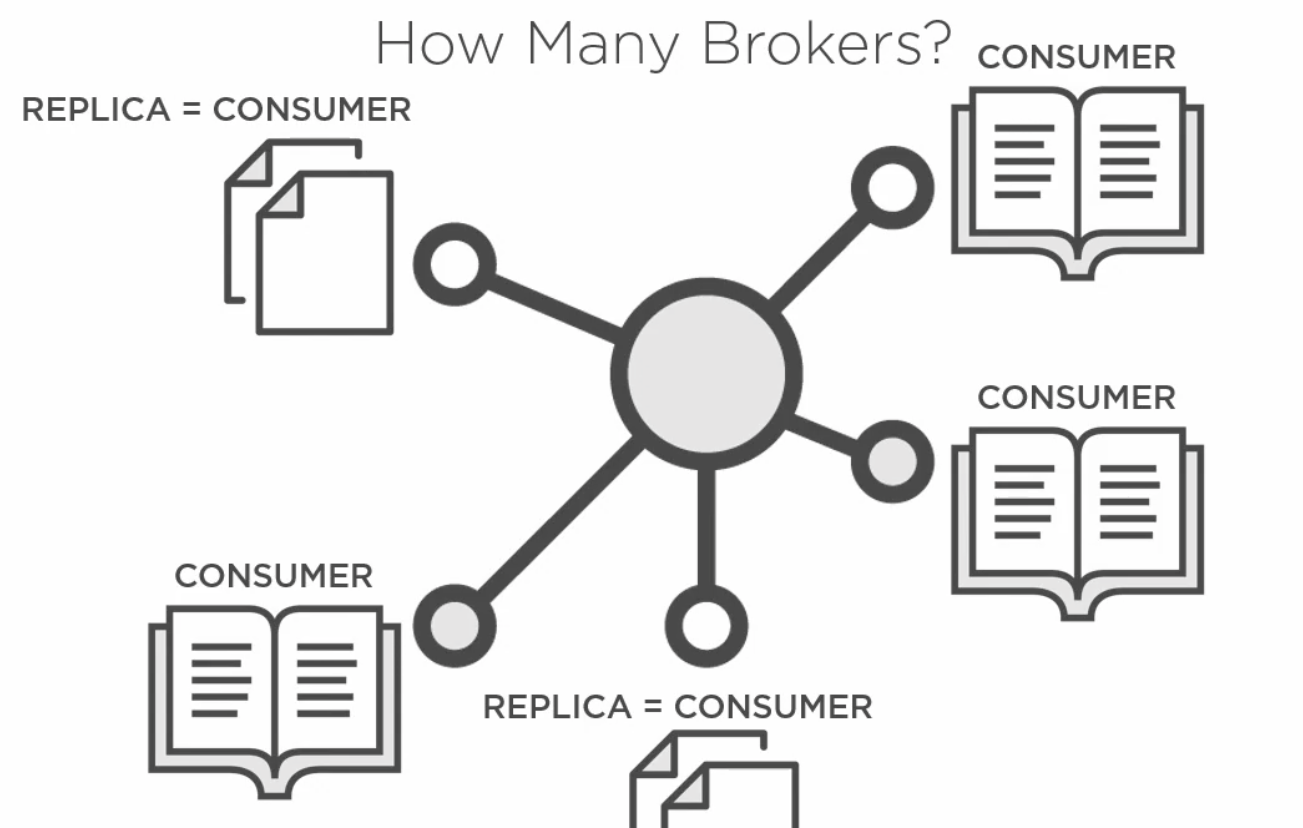 How Many Brokers?
CONSUMER
REPLICA = CONSUMER
CONSUMER
CONSUMER
REPLICA = CONSUMER